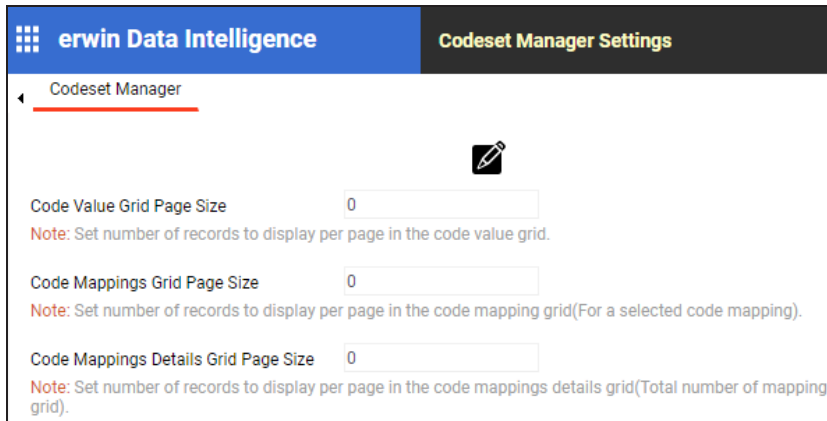 erwin Data Intelligence
Codeset Manager Settings
Codeset Manager
Code Value Grid Page Size 0
Note: Set number of records to display per page in the code value grid.
Code Mappings Grid Page Size 0
Note: Set number of records to display per page in the code mapping grid(For a selected code mapping).
Code Mappings Details Grid Page Size 0
Note: Set number of records to display per page in the code mappings details grid(Total number of mapping
grid).